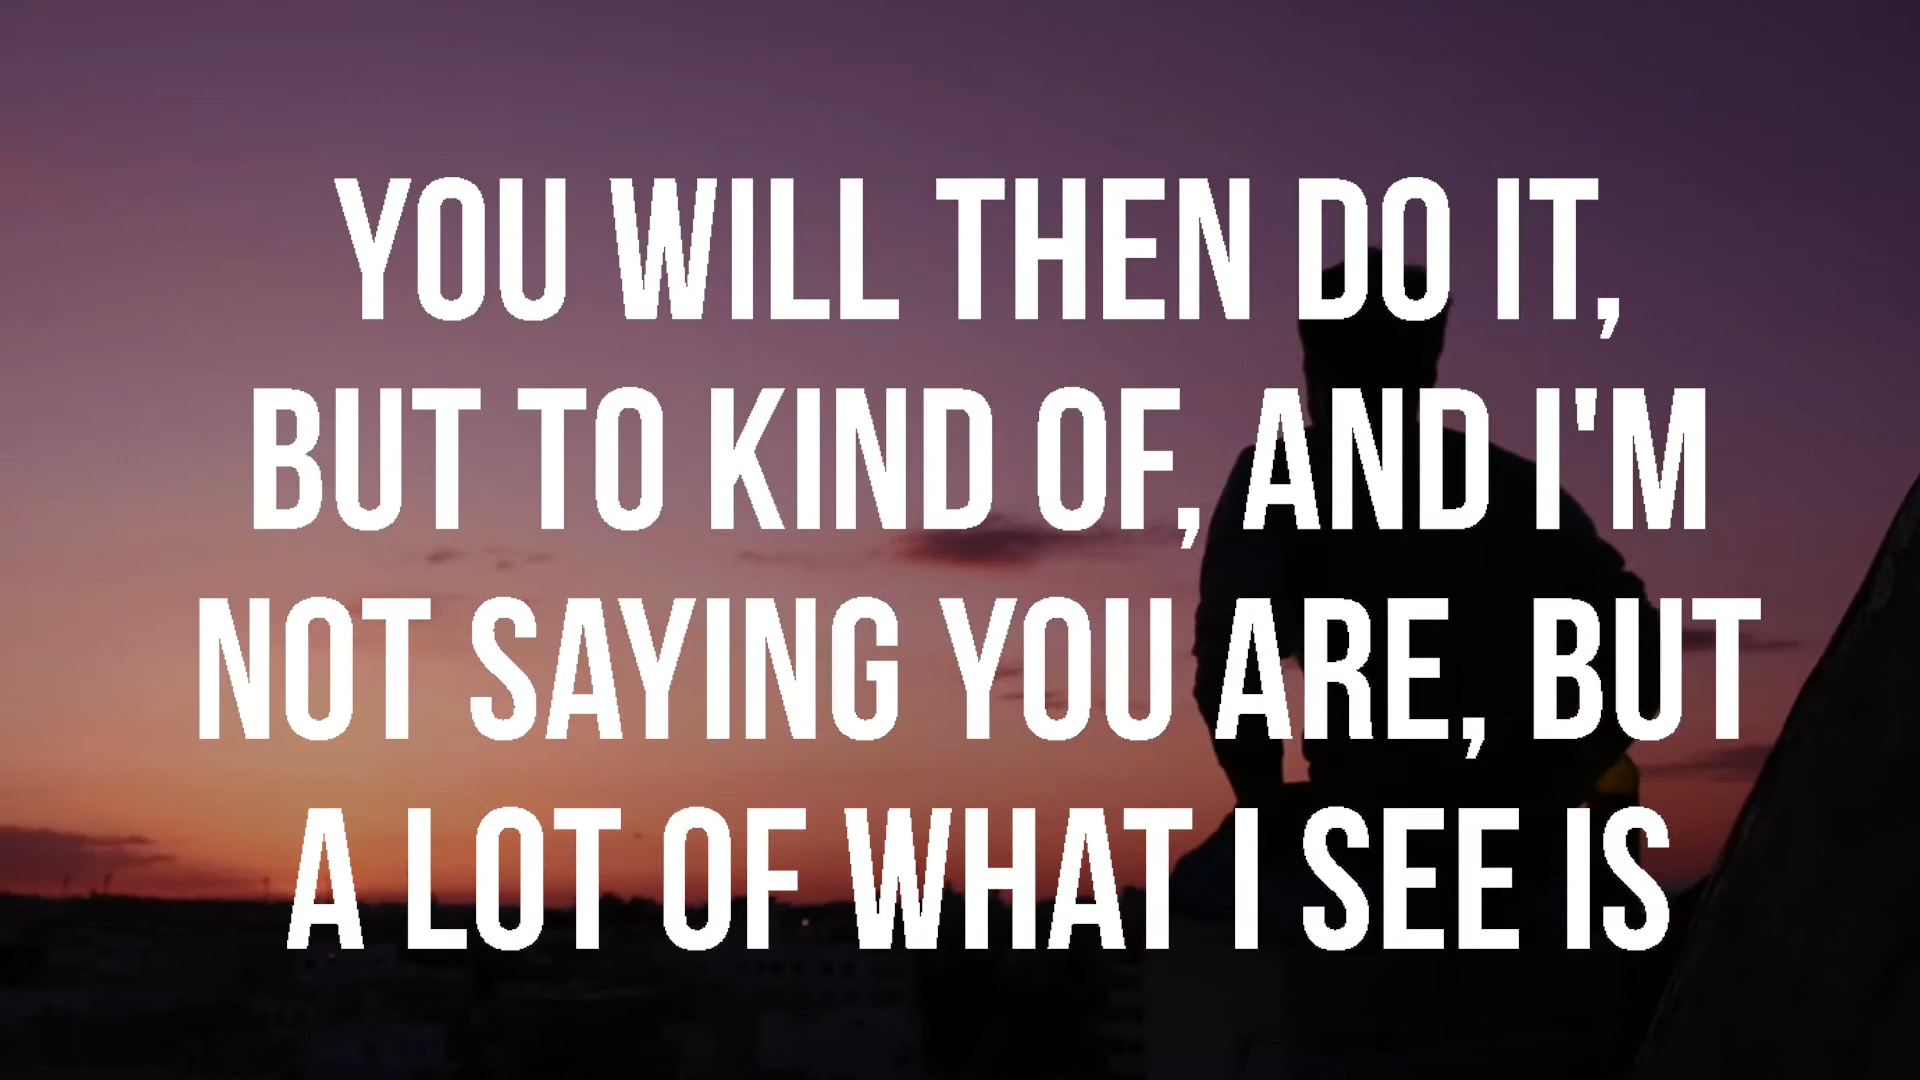 YOU WILL THEN DO IT,
BUT TO KIND OF, AND I'M
NOT SAYING YOU ARE, BUT
A LOT OF WHAT I SEE IS